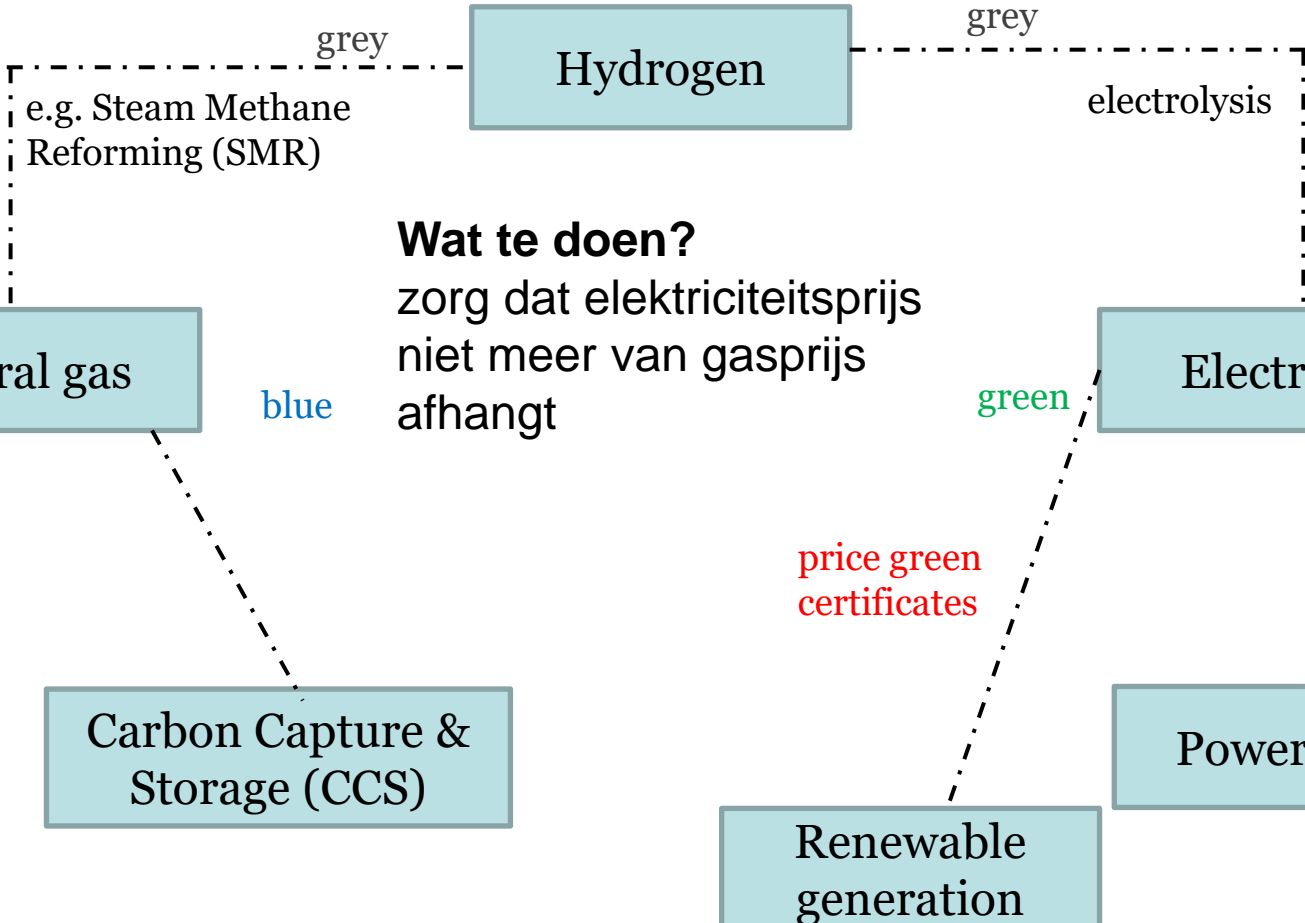 grey
Hydrogen
grey
e.g. Steam Methane
Reforming (SMR)
electrolysis
Wat te doen?
zorg dat elektriciteitsprijs
niet meer van gasprijs
afhangt
ral gas
blue
green
Electr
price green
certificates
Carbon Capture &
Storage (CCS)
Power
Renewable
generation